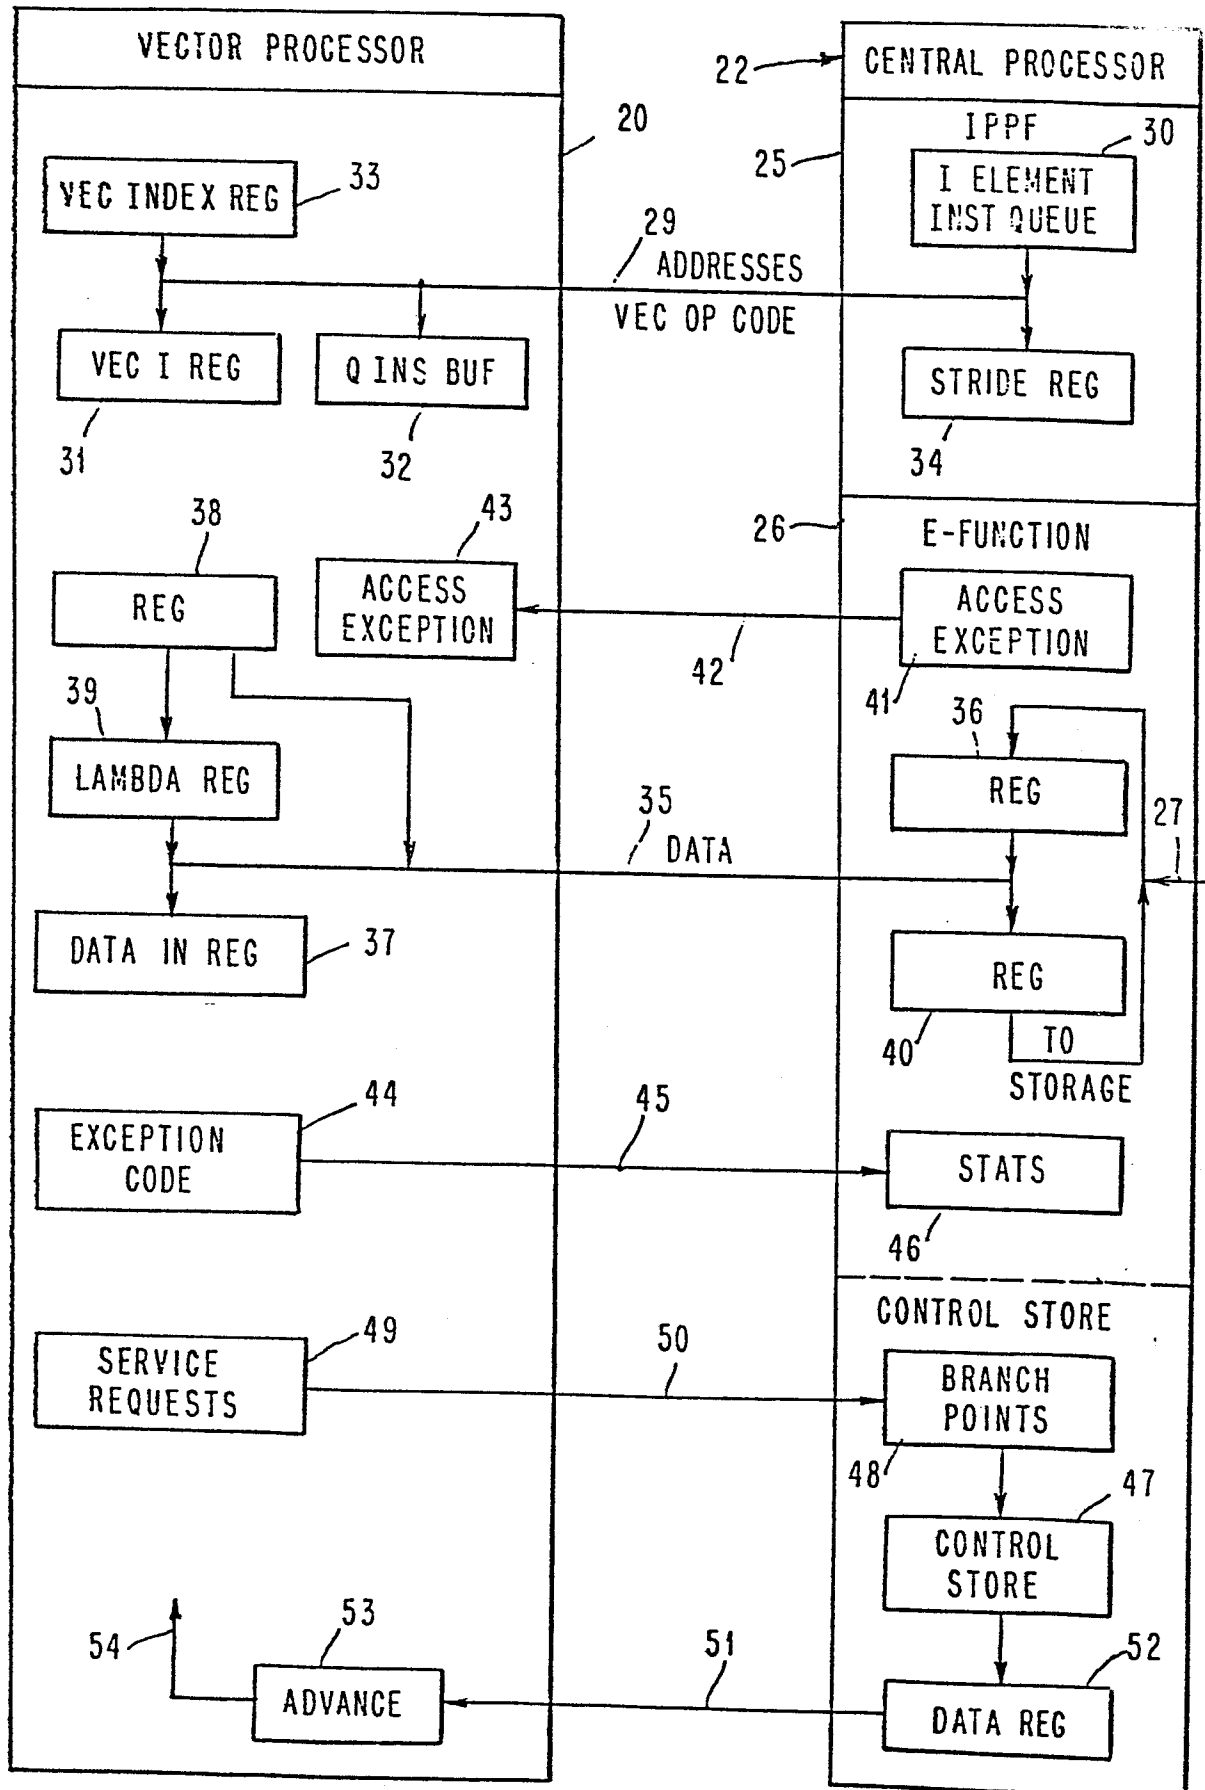 VECTOR PROCESSOR
22
CENTRAL PROCESSOR
20
25
IPPF
30
VEC INDEX REG
33
I ELEMENT
INST QUEUE
29
ADDRESSES
VEC OP CODE
VEC I REG
Q INS BUF
STRIDE REG
31
32
34
38
43
26
E-FUNCTION
REG
ACCESS
EXCEPTION
ACCESS
EXCEPTION
42
41
39
36
LAMBDA REG
REG
35
DATA
27
DATA IN REG
37
REG
40
TO
STORAGE
44
45
EXCEPTION
CODE
STATS
46
CONTROL STORE
49
50
SERVICE
REQUESTS
BRANCH
POINTS
48
47
CONTROL
STORE
54
53
51
52
ADVANCE
DATA REG